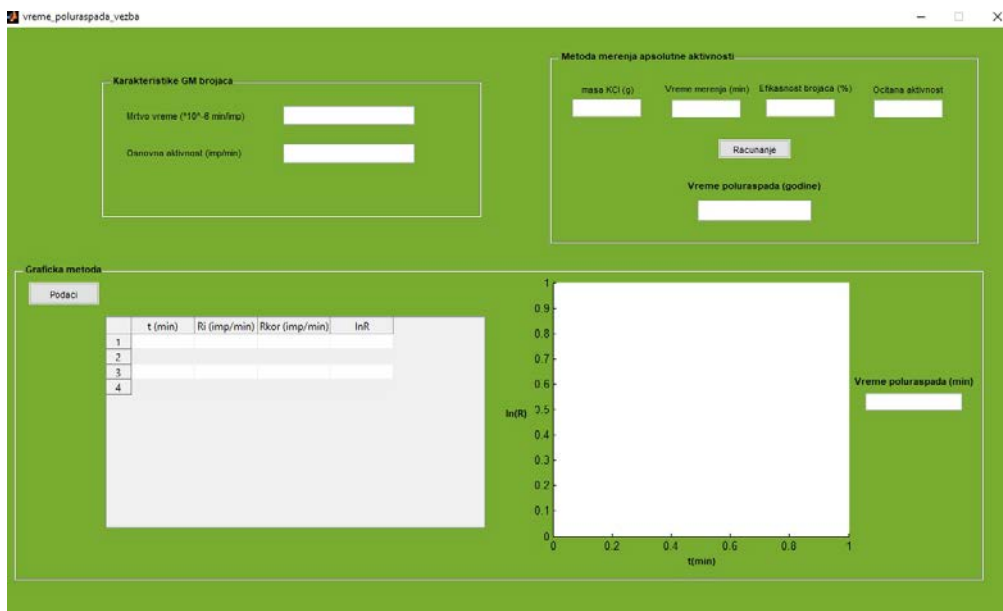 vreme_poluraspada_vezba
Karakteristike GM brojaca
Mrtvo vreme (*10^-6 min/imp)
Osnovna aktivnost (imp/min)
Metoda merenja apsolutne aktivnosti
masa KCl (g) Vreme merenja (min) Efikasnost brojaca (%) Ocitana aktivnost
Racunanje
Vreme poluraspada (godine)
Graficka metoda
Podaci
t (min) Ri (imp/min) Rkor (imp/min) lnR
1
2
3
4
1
0.9
0.8
0.7
0.6
0.5
0.4
0.3
0.2
0.1
0
ln(R)
0 0.2 0.4 0.6 0.8 1
t(min)
Vreme poluraspada (min)